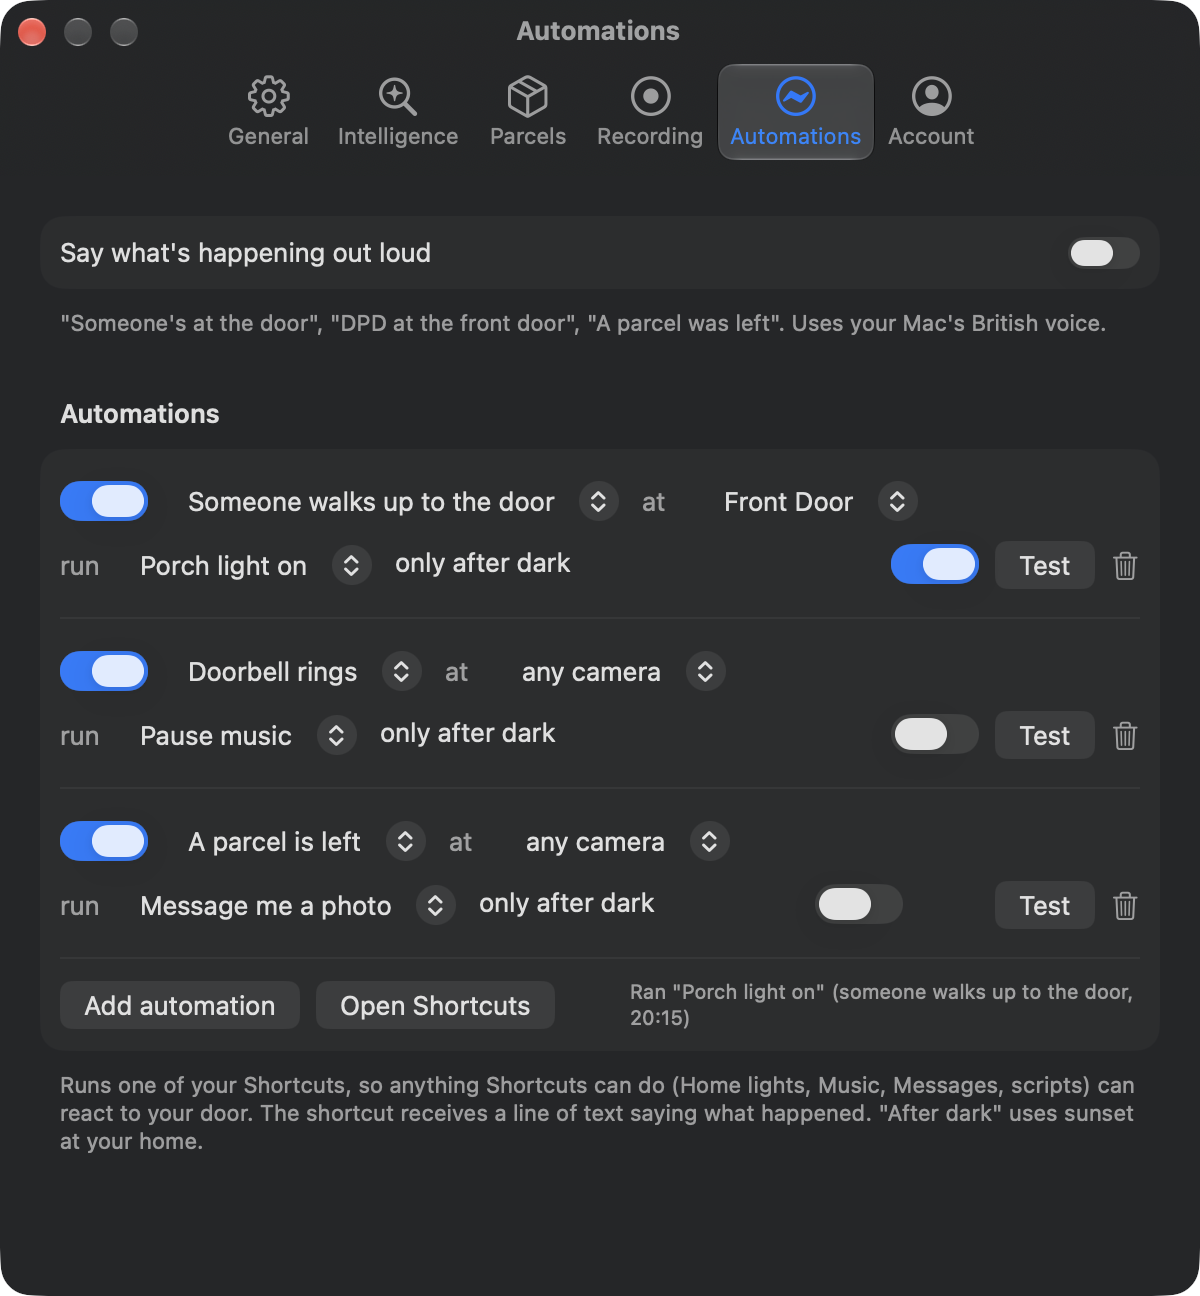 Automations
General
Intelligence
Parcels
Recording
Automations
Account
Say what's happening out loud
"Someone's at the door", "DPD at the front door", "A parcel was left". Uses your Mac's British voice.
Automations
Someone walks up to the door at Front Door
run Porch light on only after dark Test
Doorbell rings at any camera
run Pause music only after dark Test
A parcel is left at any camera
run Message me a photo only after dark Test
Add automation
Open Shortcuts
Ran "Porch light on" (someone walks up to the door,
20:15)
Runs one of your Shortcuts, so anything Shortcuts can do (Home lights, Music, Messages, scripts) can
react to your door. The shortcut receives a line of text saying what happened. "After dark" uses sunset
at your home.